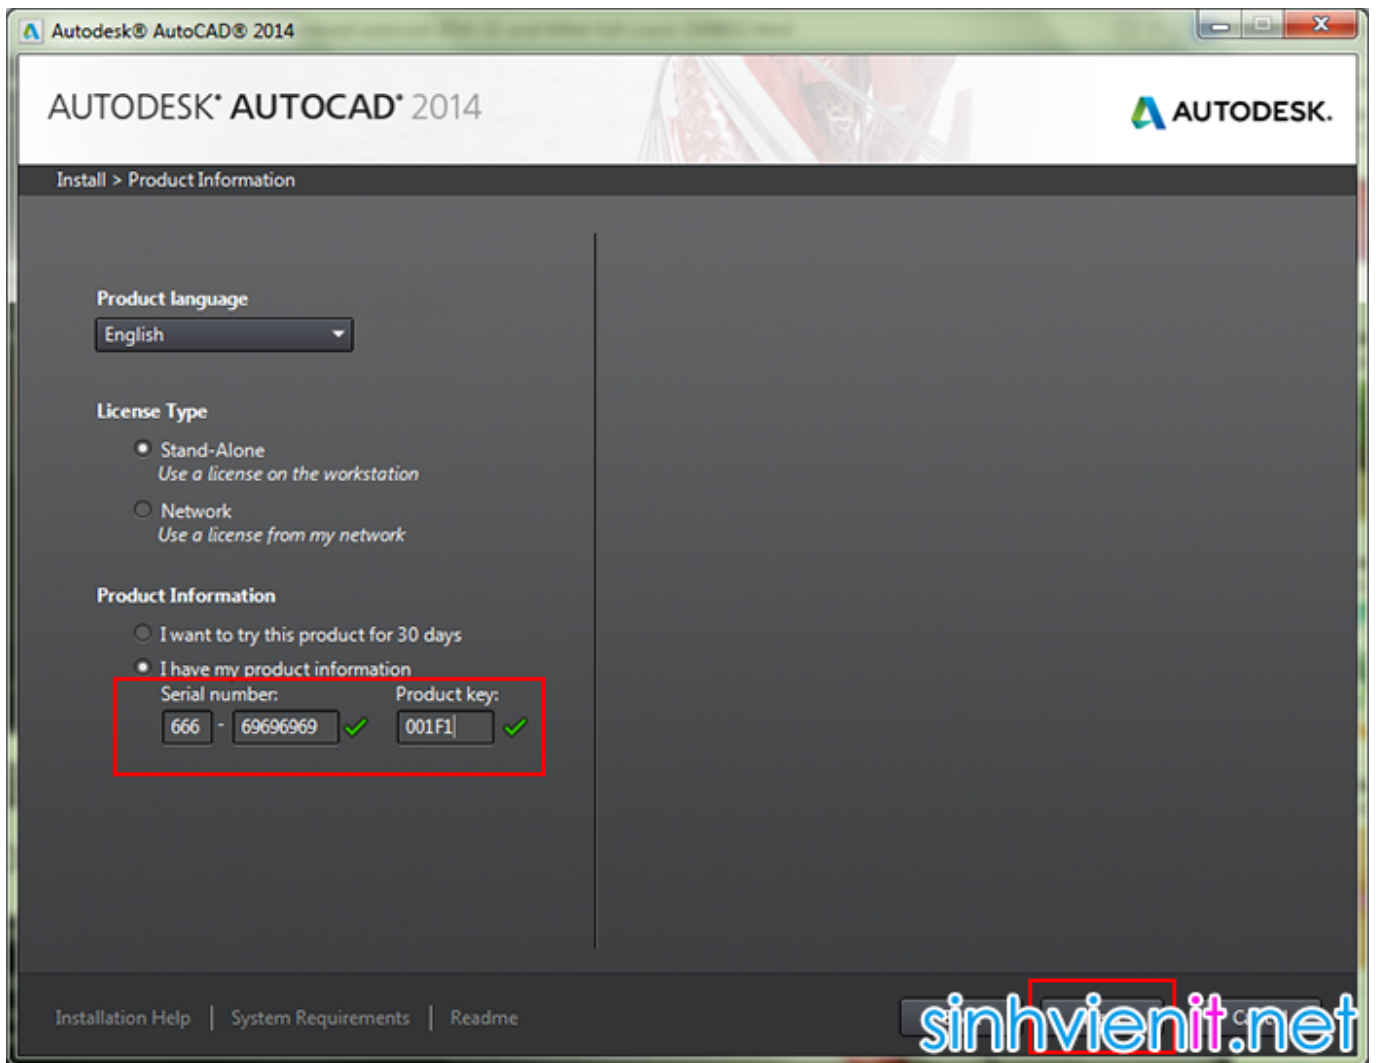 Autodesk® AutoCAD® 2014
AUTODESK® AUTOCAD® 2014
AUTODESK.
Install > Product Information
Product language
English
License Type
Stand-Alone
Use a license on the workstation
Network
Use a license from my network
Product Information
I want to try this product for 30 days
I have my product information
Serial number: Product key:
666 - 69696969 001F1
Installation Help | System Requirements | Readme
sinhvienit.net